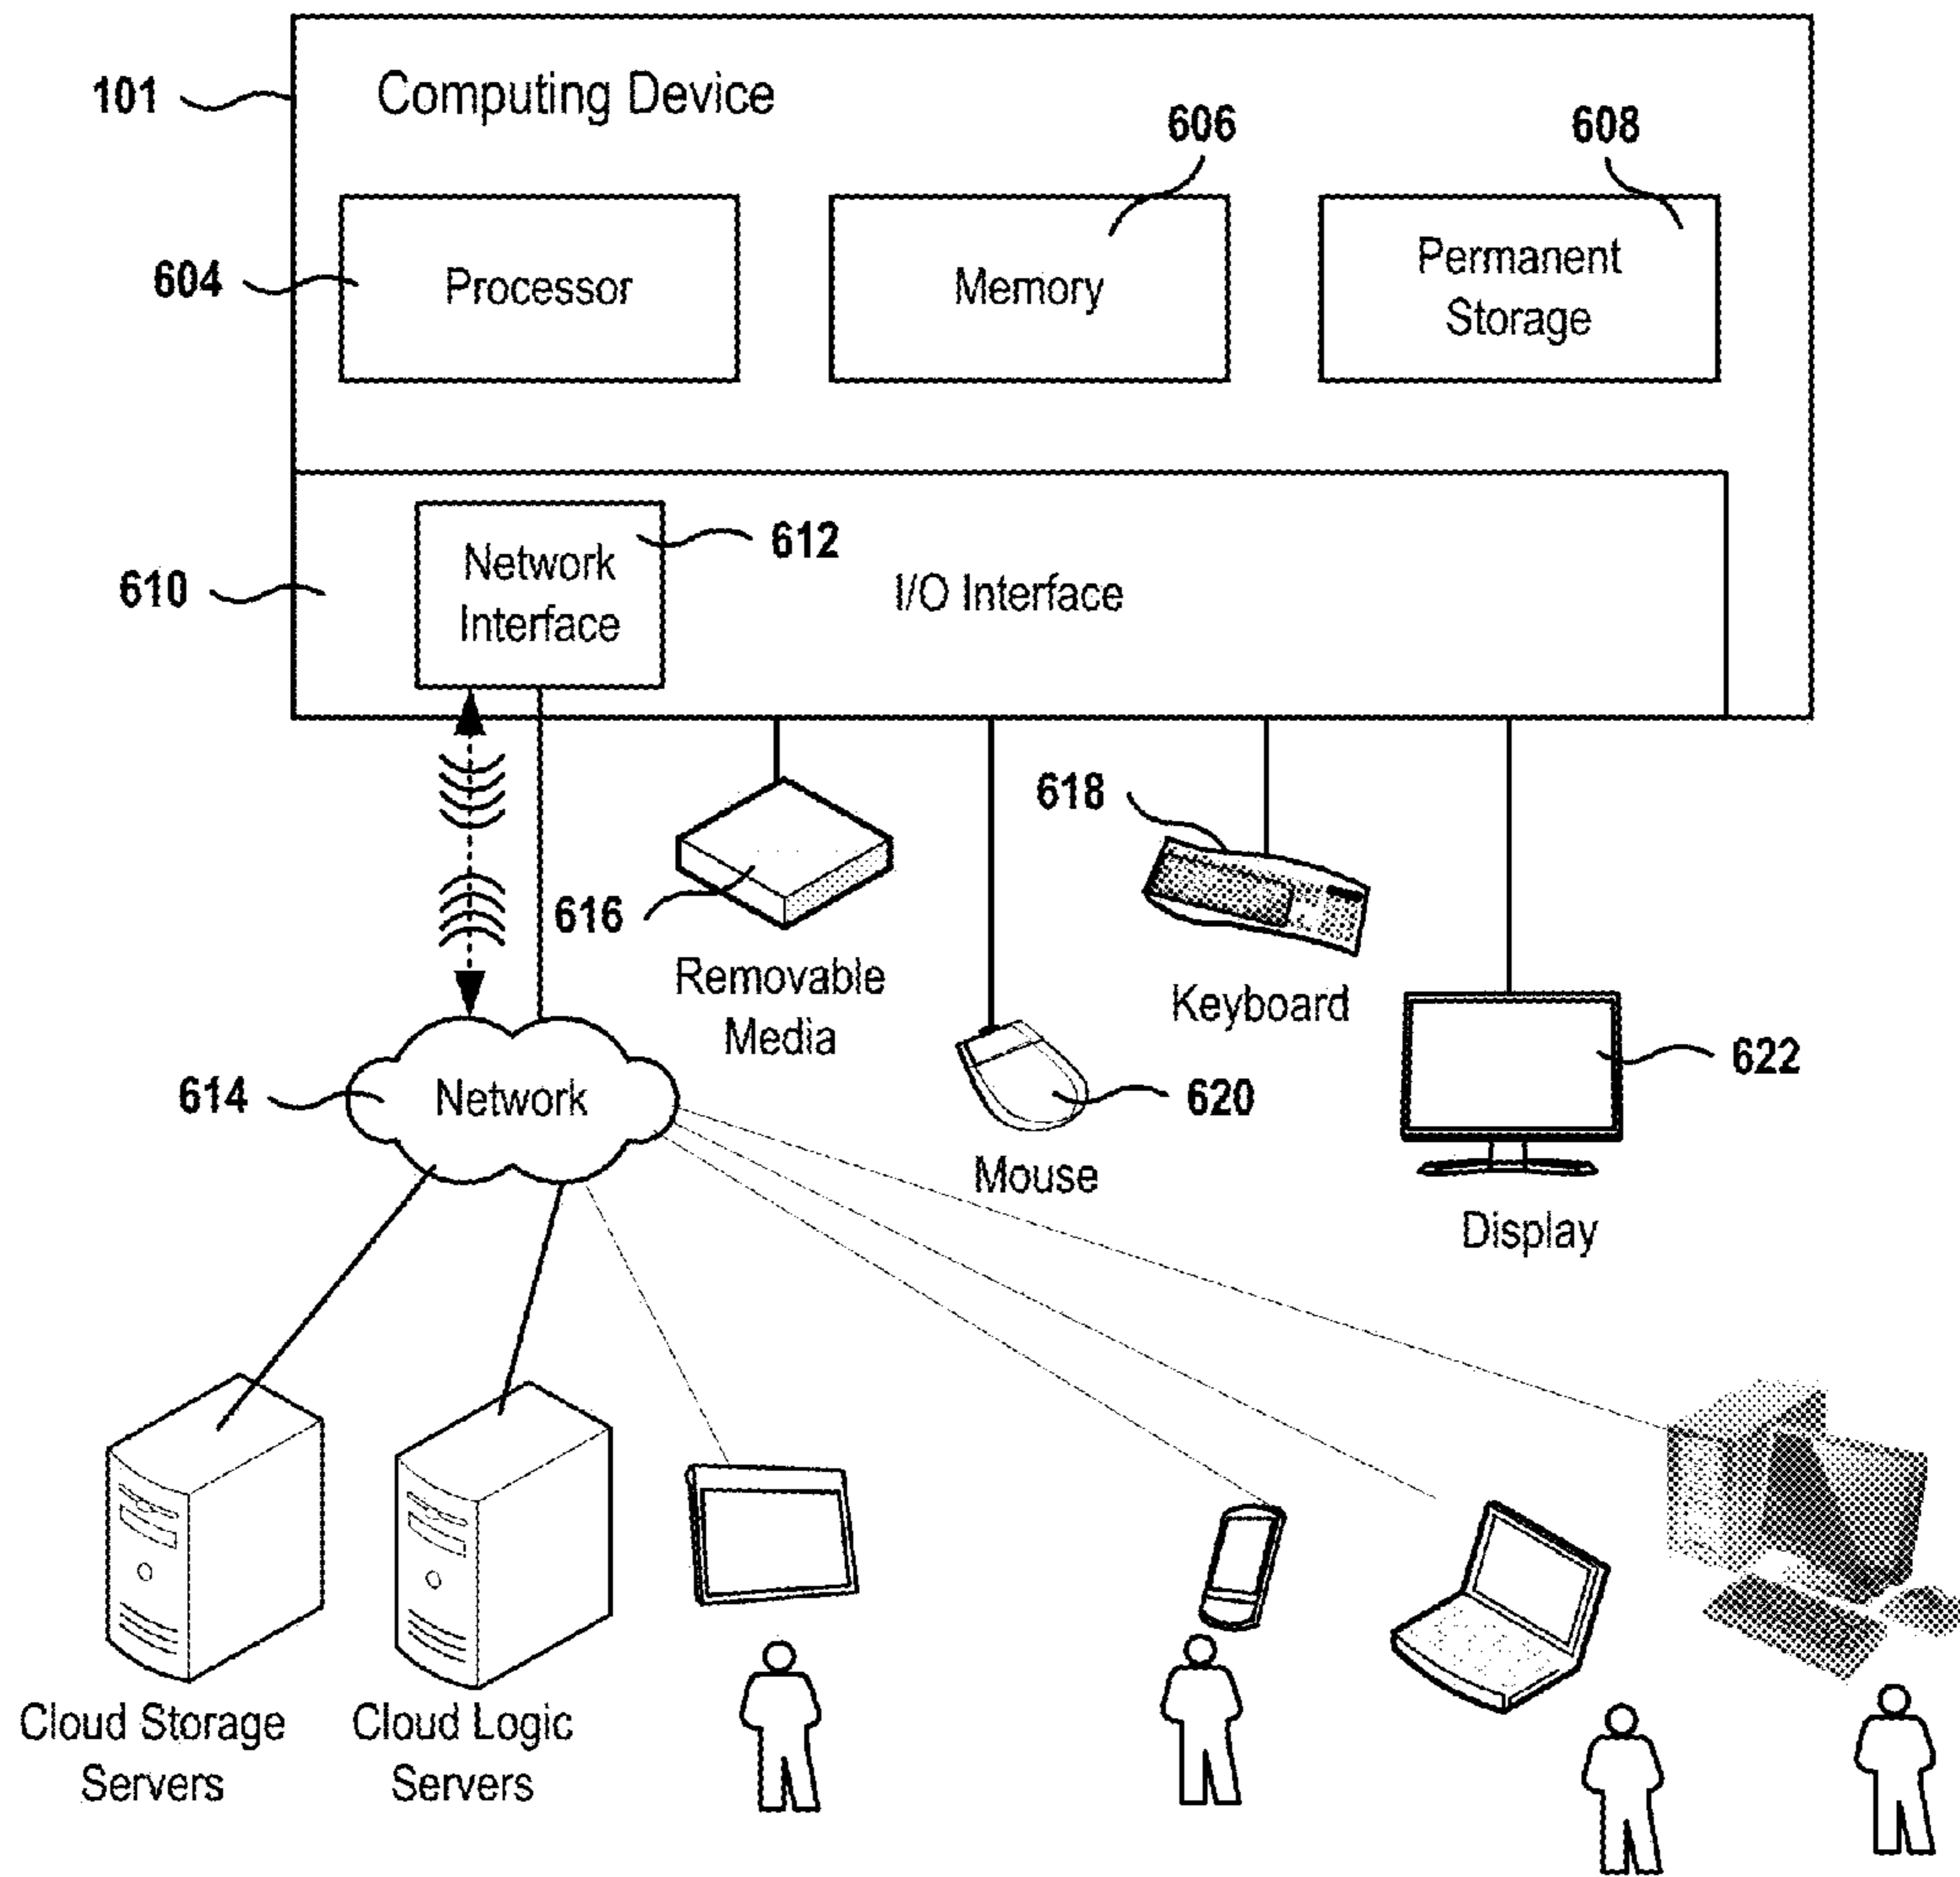 101
Computing Device
606
608
604
Processor
Memory
Permanent
Storage
612
Network
Interface
610
I/O Interface
618
616
Removable
Media
Keyboard
614
Network
620
622
Mouse
Display
Cloud Storage
Servers
Cloud Logic
Servers